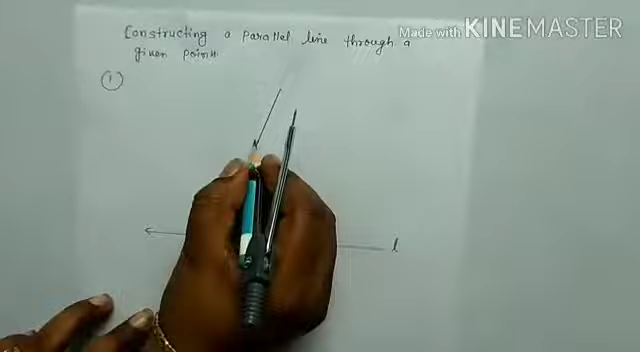 Constructing a parallel line through a
given point.
1
l
Made with KINEMASTER